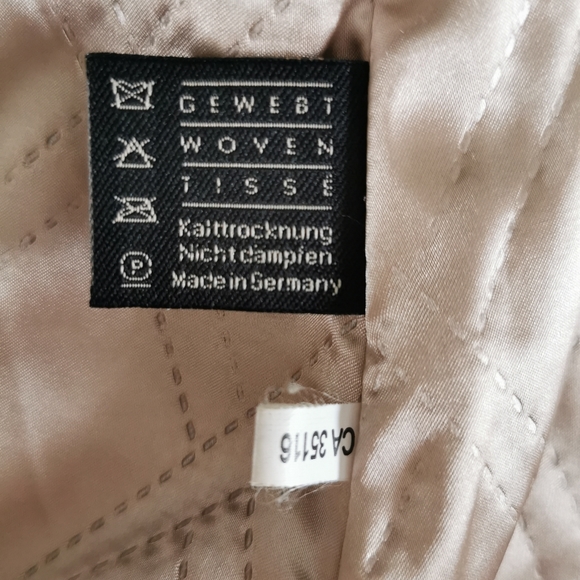 GEWEBT
WOVEN
TISSÉ
Kalttrocknung
Nicht dämpfen.
Made in Germany
P
CA 35116